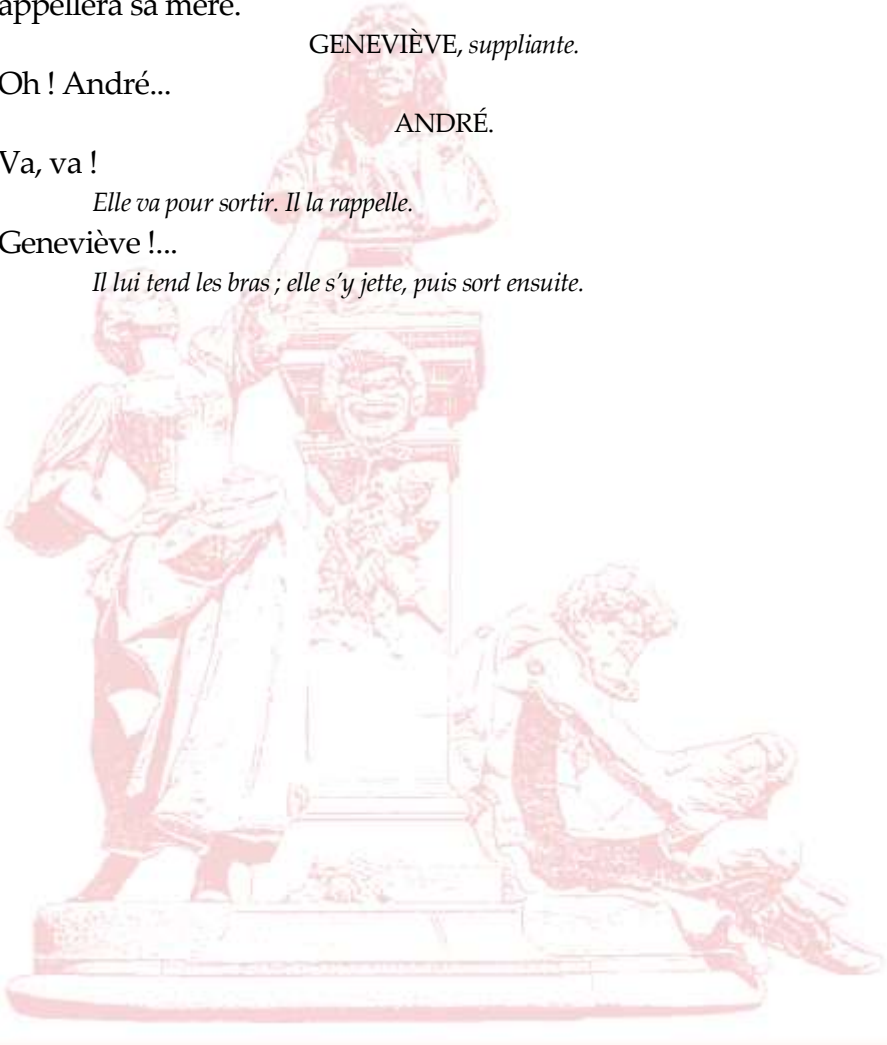 appellera sa mère.
GENEVIÈVE, suppliante.
Oh ! André...
ANDRÉ.
Va, va !
Elle va pour sortir. Il la rappelle.
Geneviève !...
Il lui tend les bras ; elle s’y jette, puis sort ensuite.